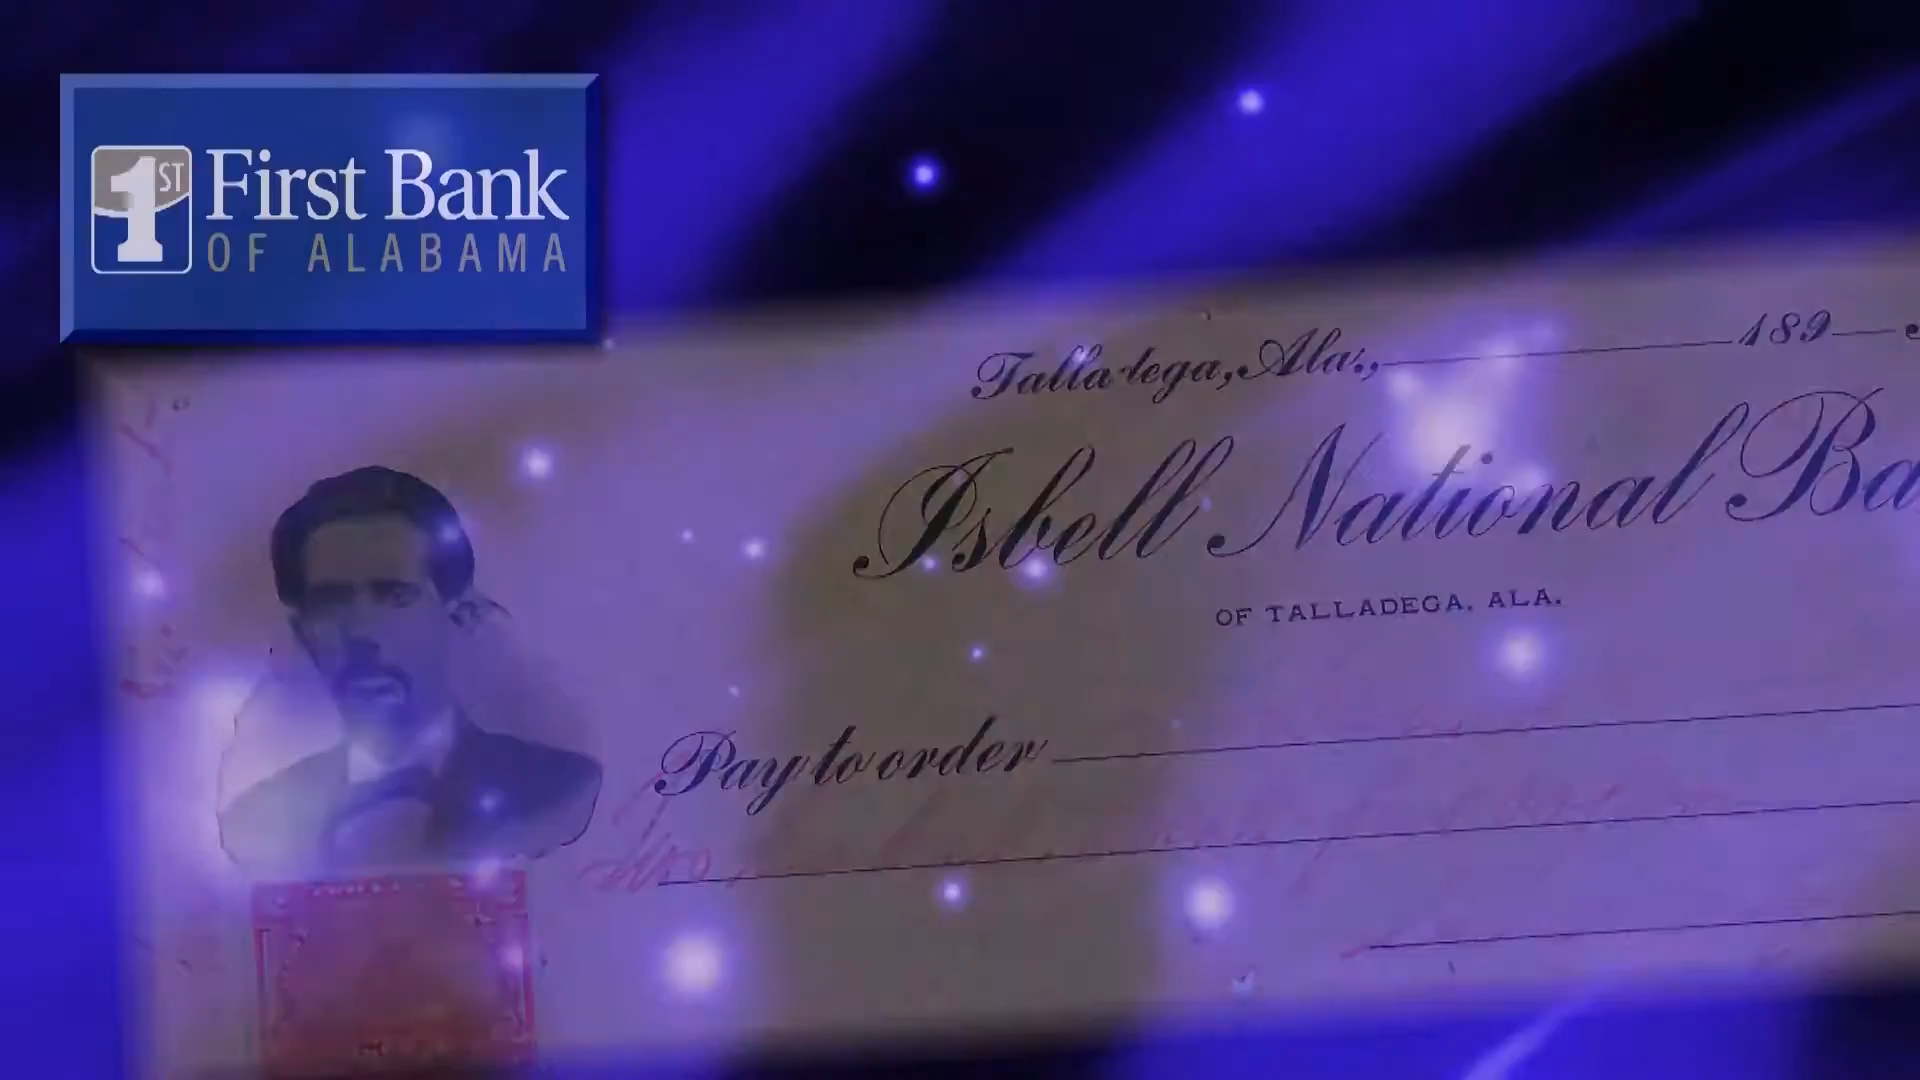 1ST First Bank
OF ALABAMA
Talladega, Ala., 189
Isbell National Ba
OF TALLADEGA, ALA.
Pay to order